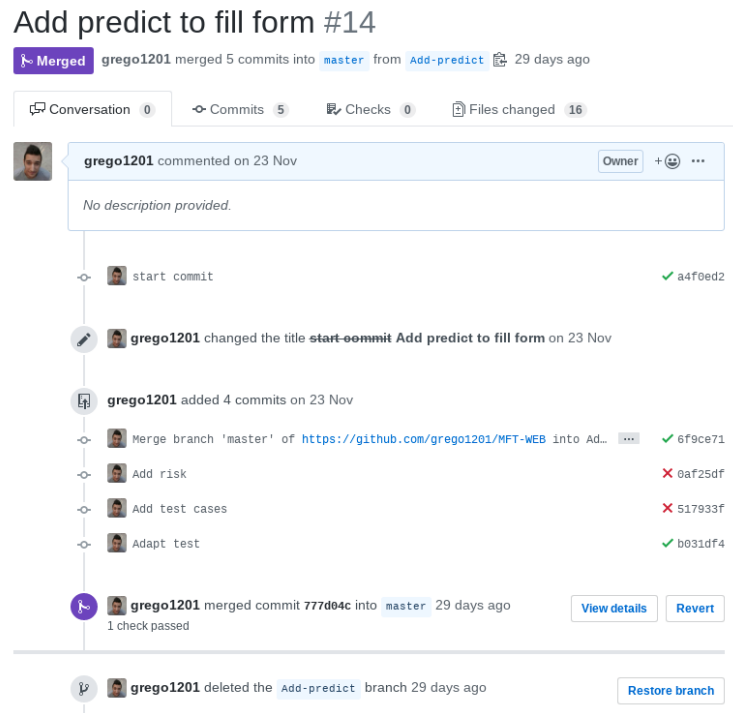 Add predict to fill form #14
Merged grego1201 merged 5 commits into master from Add-predict 29 days ago
Conversation 0 Commits 5 Checks 0 Files changed 16
grego1201 commented on 23 Nov Owner + ···
No description provided.
start commit a4f0ed2
grego1201 changed the title start commit Add predict to fill form on 23 Nov
grego1201 added 4 commits on 23 Nov
Merge branch 'master' of https://github.com/grego1201/MFT-WEB into Ad… ··· 6f9ce71
Add risk 0af25df
Add test cases 517933f
Adapt test b031df4
grego1201 merged commit 777d04c into master 29 days ago View details Revert
1 check passed
grego1201 deleted the Add-predict branch 29 days ago Restore branch